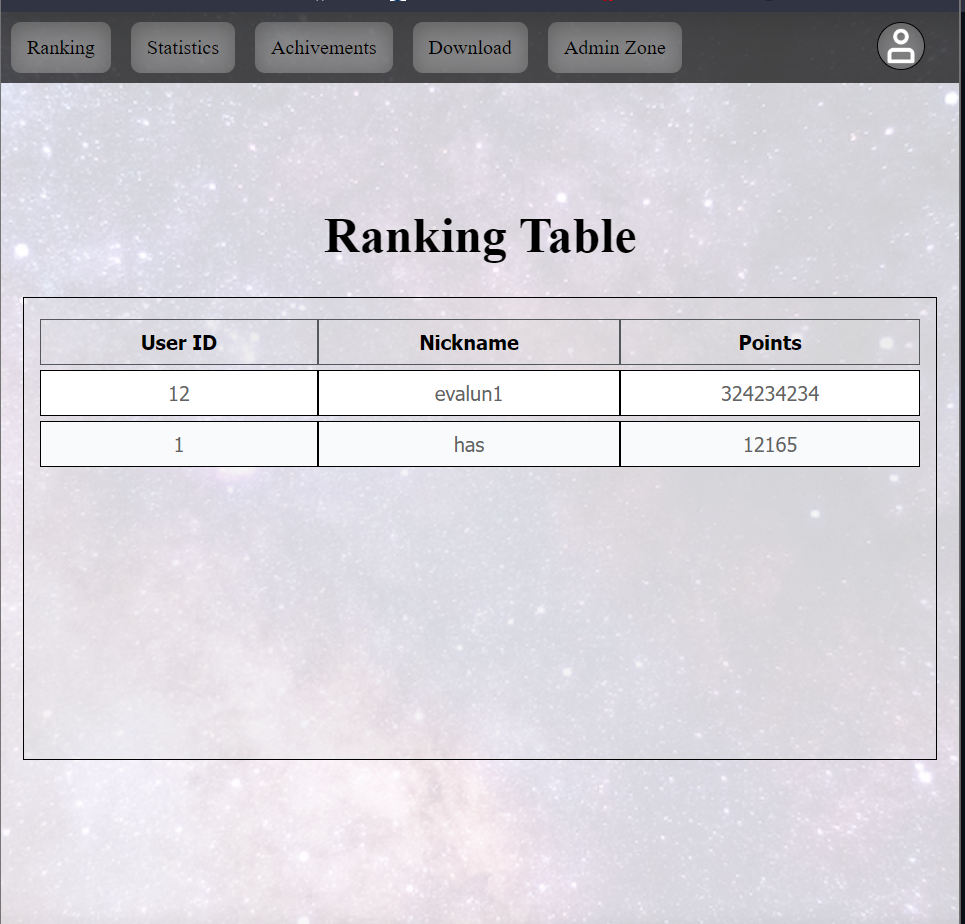 Ranking Statistics Achivements Download Admin Zone
Ranking Table
User ID Nickname Points
12 evalun1 324234234
1 has 12165